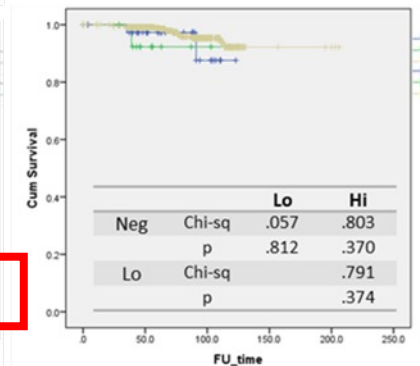 1.0
0.8
0.6
0.4
0.2
0.0
Cum Survival
Lo Hi
Neg Chi-sq .057 .803
p .812 .370
Lo Chi-sq .791
p .374
.0 50.0 100.0 150.0 200.0 250.0
FU_time